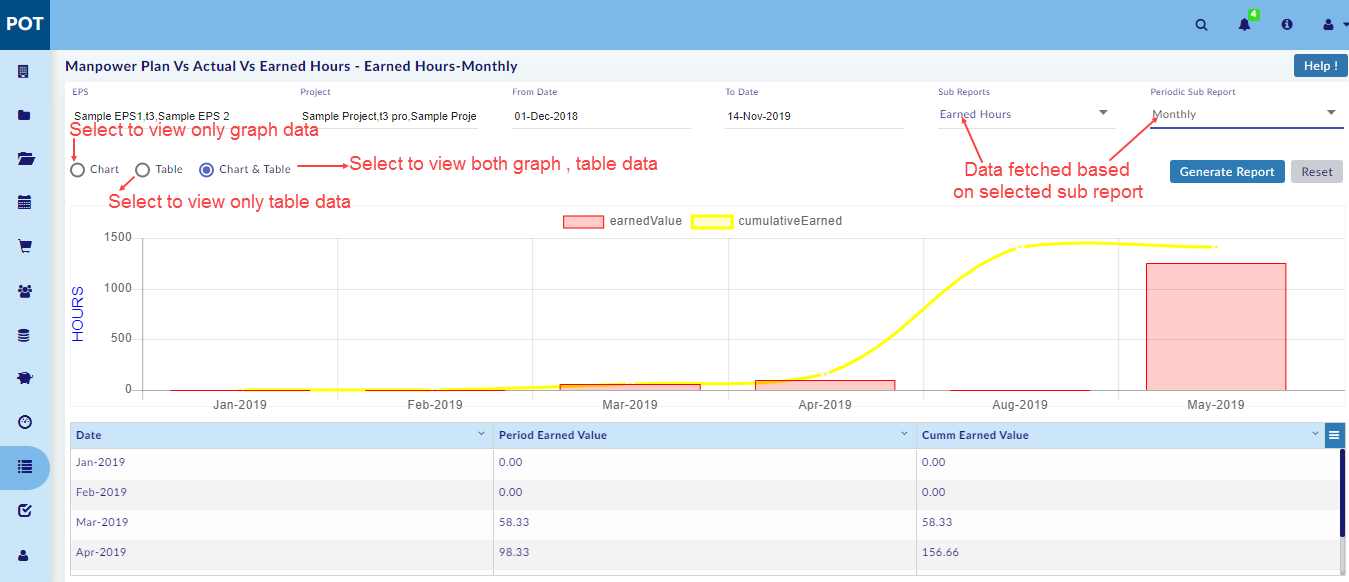 POT
4
Manpower Plan Vs Actual Vs Earned Hours - Earned Hours-Monthly
Help !
EPS
Project
From Date
To Date
Sub Reports
Periodic Sub Report
Sample EPS1,t3,Sample EPS 2
Sample Project,t3 pro,Sample Proje
01-Dec-2018
14-Nov-2019
Earned Hours
Monthly
Select to view only graph data
Chart
Table
Chart & Table
Select to view both graph , table data
Data fetched based
on selected sub report
Generate Report
Reset
Select to view only table data
earnedValue
cumulativeEarned
HOURS
1500
1000
500
0
Jan-2019
Feb-2019
Mar-2019
Apr-2019
Aug-2019
May-2019
Date
Period Earned Value
Cumm Earned Value
Jan-2019 0.00 0.00
Feb-2019 0.00 0.00
Mar-2019 58.33 58.33
Apr-2019 98.33 156.66